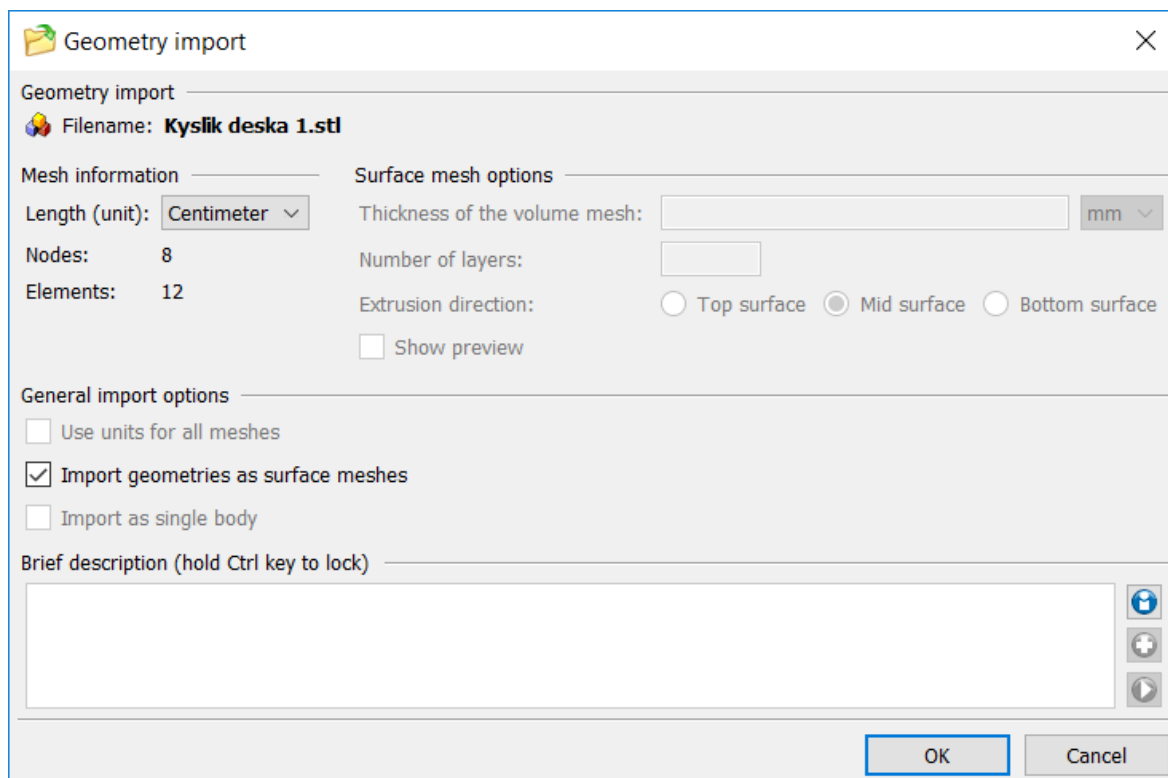 Geometry import
Geometry import
Filename: Kyslik deska 1.stl
Mesh information
Length (unit): Centimeter
Nodes: 8
Elements: 12
Surface mesh options
Thickness of the volume mesh: mm
Number of layers:
Extrusion direction: Top surface Mid surface Bottom surface
Show preview
General import options
Use units for all meshes
Import geometries as surface meshes
Import as single body
Brief description (hold Ctrl key to lock)
OK Cancel